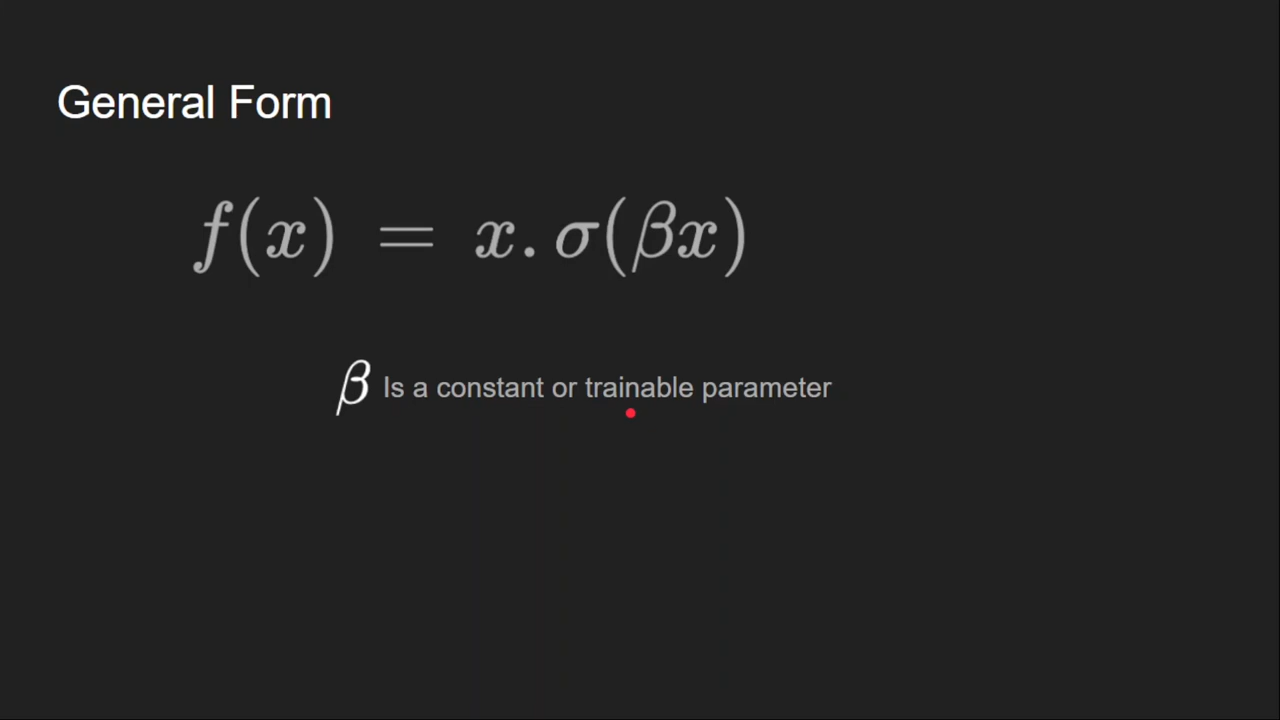 General Form
f(x) = x. σ(βx)
β Is a constant or trainable parameter